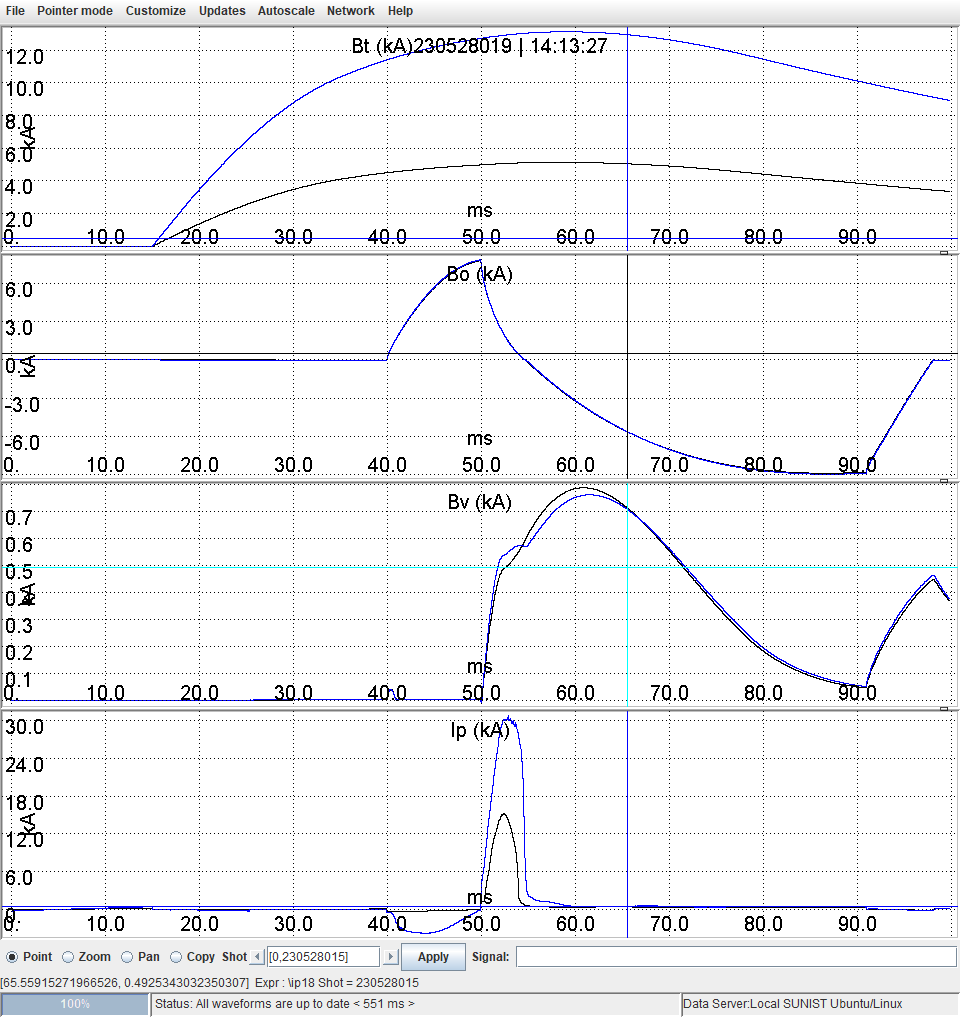 File Pointer mode Customize Updates Autoscale Network Help
Bt (kA)230528019 | 14:13:27
12.0
10.0
8.0
kA
6.0
4.0
2.0
ms
0. 10.0 20.0 30.0 40.0 50.0 60.0 70.0 80.0 90.0
Bo (kA)
6.0
3.0
0.
kA
-3.0
-6.0
ms
0. 10.0 20.0 30.0 40.0 50.0 60.0 70.0 80.0 90.0
Bv (kA)
0.7
0.6
0.5
kA
0.4
0.3
0.2
ms
0.1
0. 10.0 20.0 30.0 40.0 50.0 60.0 70.0 80.0 90.0
Ip (kA)
30.0
24.0
18.0
kA
12.0
6.0
ms
0.
0. 10.0 20.0 30.0 40.0 50.0 60.0 70.0 80.0 90.0
Point Zoom Pan Copy Shot [0,230528015] Apply Signal:
[65.55915271966526, 0.4925343032350307] Expr : \ip18 Shot = 230528015
100% Status: All waveforms are up to date < 551 ms > Data Server:Local SUNIST Ubuntu/Linux